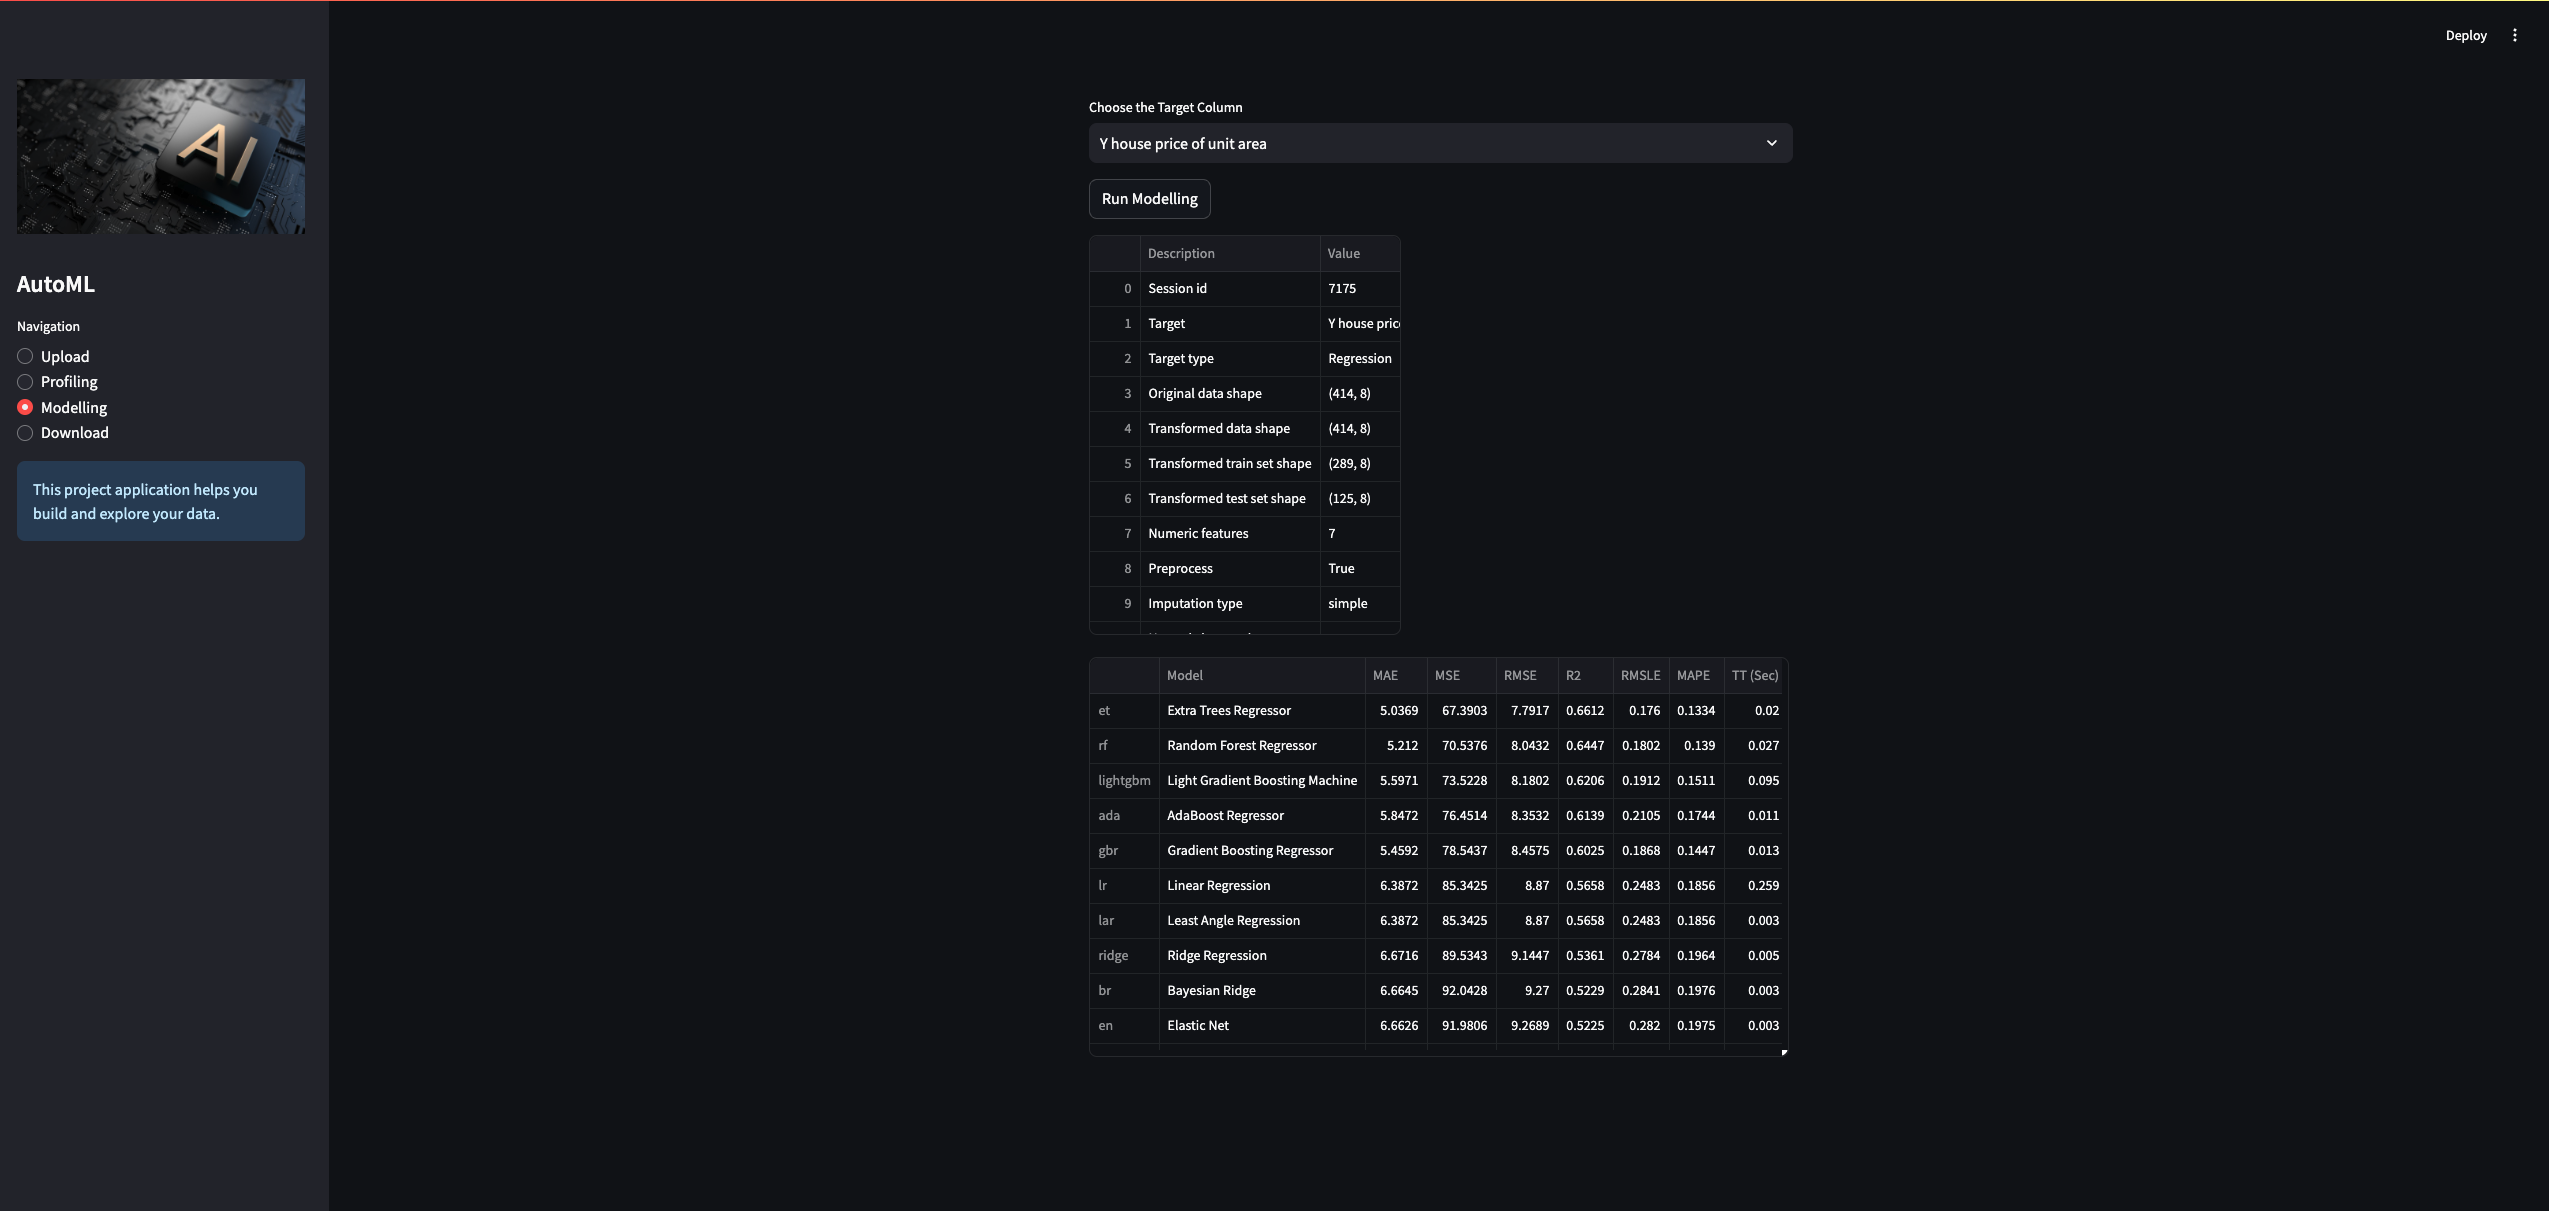 Deploy
AI
AutoML
Navigation
Upload
Profiling
Modelling
Download
This project application helps you
build and explore your data.
Choose the Target Column
Y house price of unit area
Run Modelling
Description Value
0 Session id 7175
1 Target Y house pric
2 Target type Regression
3 Original data shape (414, 8)
4 Transformed data shape (414, 8)
5 Transformed train set shape (289, 8)
6 Transformed test set shape (125, 8)
7 Numeric features 7
8 Preprocess True
9 Imputation type simple
Model MAE MSE RMSE R2 RMSLE MAPE TT (Sec)
et Extra Trees Regressor 5.0369 67.3903 7.7917 0.6612 0.176 0.1334 0.02
rf Random Forest Regressor 5.212 70.5376 8.0432 0.6447 0.1802 0.139 0.027
lightgbm Light Gradient Boosting Machine 5.5971 73.5228 8.1802 0.6206 0.1912 0.1511 0.095
ada AdaBoost Regressor 5.8472 76.4514 8.3532 0.6139 0.2105 0.1744 0.011
gbr Gradient Boosting Regressor 5.4592 78.5437 8.4575 0.6025 0.1868 0.1447 0.013
lr Linear Regression 6.3872 85.3425 8.87 0.5658 0.2483 0.1856 0.259
lar Least Angle Regression 6.3872 85.3425 8.87 0.5658 0.2483 0.1856 0.003
ridge Ridge Regression 6.6716 89.5343 9.1447 0.5361 0.2784 0.1964 0.005
br Bayesian Ridge 6.6645 92.0428 9.27 0.5229 0.2841 0.1976 0.003
en Elastic Net 6.6626 91.9806 9.2689 0.5225 0.282 0.1975 0.003